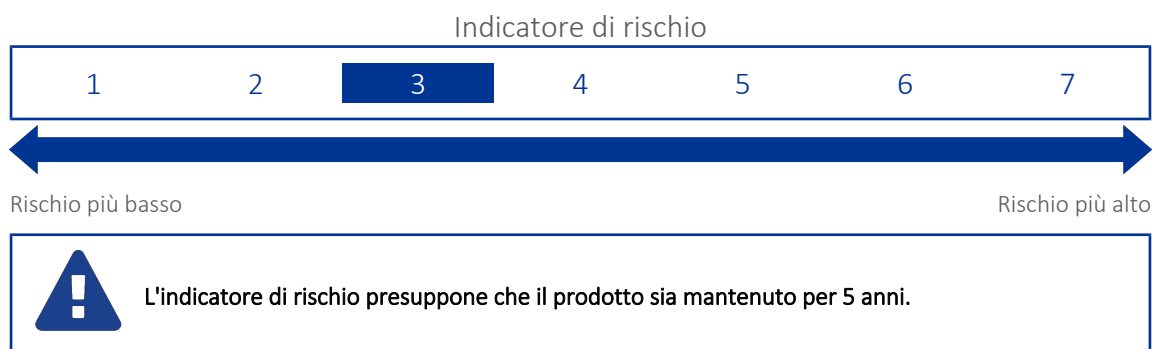 Indicatore di rischio
1 2 3 4 5 6 7
Rischio più basso Rischio più alto
L'indicatore di rischio presuppone che il prodotto sia mantenuto per 5 anni.